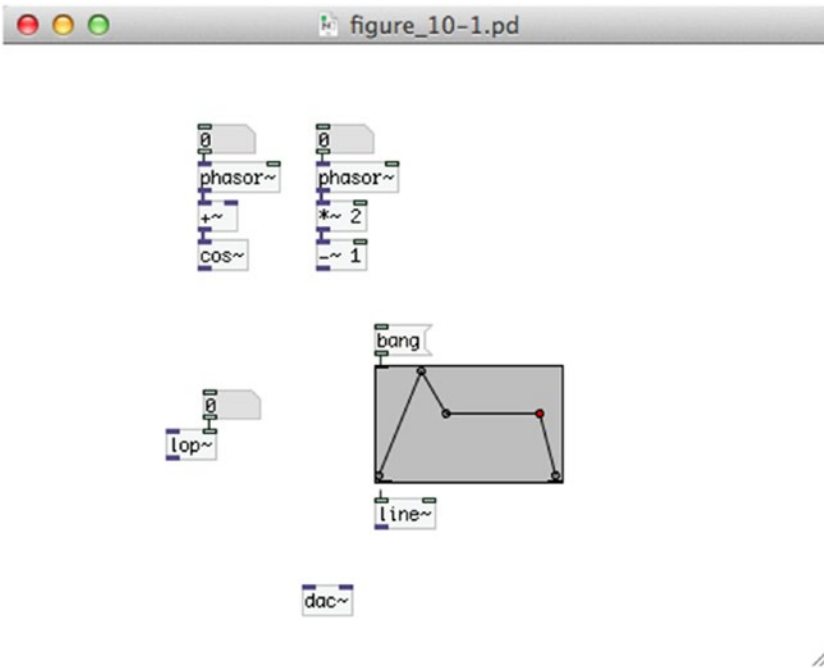 figure_10-1.pd
0 0
phasor~ phasor~
+~ *~ 2
cos~ -~ 1
bang
0
lop~
line~
dac~